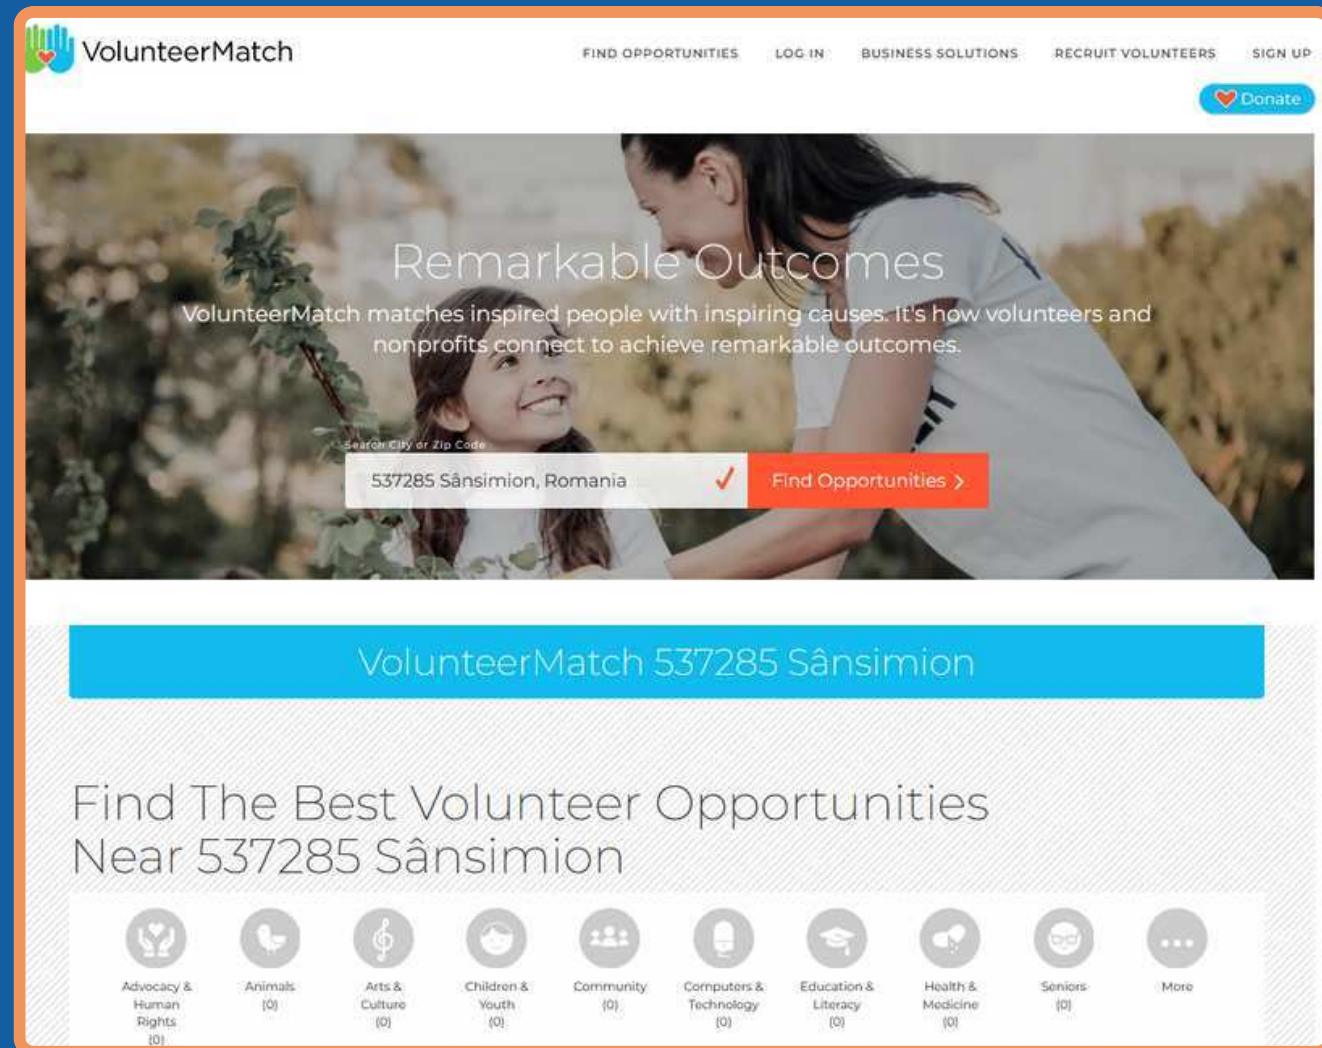 VolunteerMatch
FIND OPPORTUNITIES LOG IN BUSINESS SOLUTIONS RECRUIT VOLUNTEERS SIGN UP
Donate
Remarkable Outcomes
VolunteerMatch matches inspired people with inspiring causes. It's how volunteers and
nonprofits connect to achieve remarkable outcomes.
Search City or Zip Code
537285 Sânsimion, Romania
Find Opportunities >
VolunteerMatch 537285 Sânsimion
Find The Best Volunteer Opportunities
Near 537285 Sânsimion
Advocacy &
Human
Rights
(0)
Animals
(0)
Arts &
Culture
(0)
Children &
Youth
(0)
Community
(0)
Computers &
Technology
(0)
Education &
Literacy
(0)
Health &
Medicine
(0)
Seniors
(0)
More